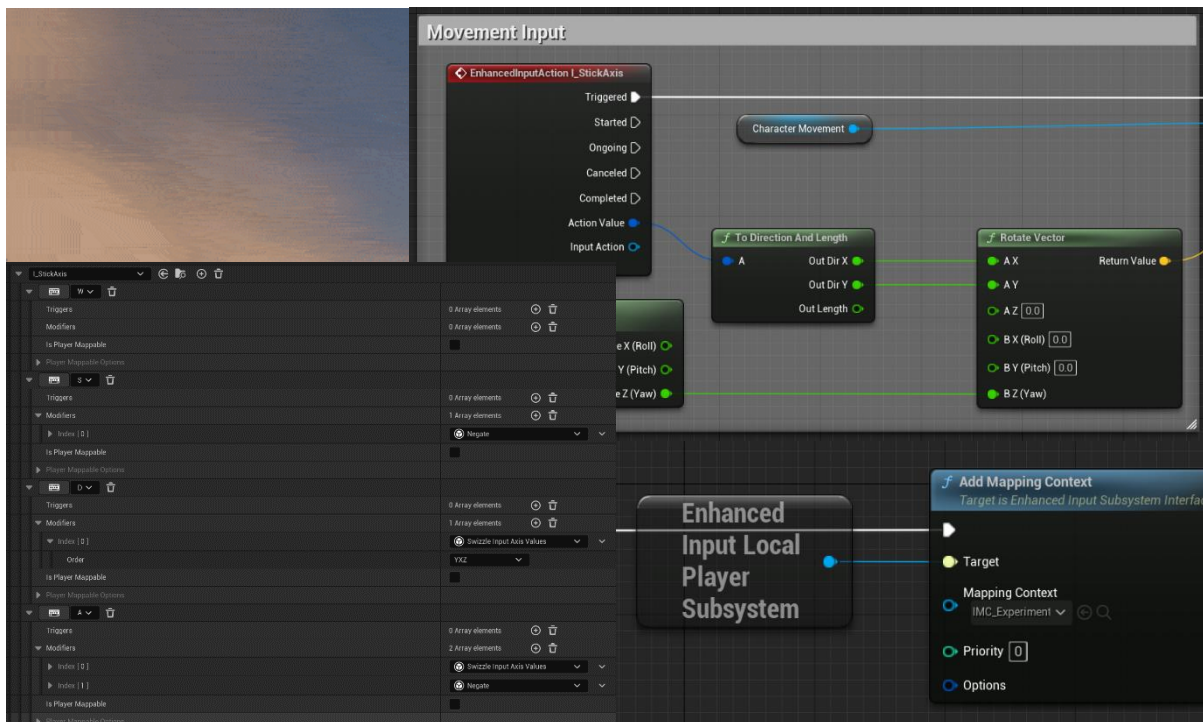 Movement Input
EnhancedInputAction I_StickAxis
Triggered
Started
Ongoing
Canceled
Completed
Action Value
Input Action
Character Movement
To Direction And Length
A
Out Dir X
Out Dir Y
Out Length
Rotate Vector
A X
Return Value
A Y
A Z 0.0
B X (Roll) 0.0
B Y (Pitch) 0.0
B Z (Yaw)
e X (Roll)
Y (Pitch)
e Z (Yaw)
I_StickAxis
W
Triggers 0 Array elements
Modifiers 0 Array elements
Is Player Mappable
Player Mappable Options
S
Triggers 0 Array elements
Modifiers 1 Array elements
Index [ 0 ] Negate
Is Player Mappable
Player Mappable Options
D
Triggers 0 Array elements
Modifiers 1 Array elements
Index [ 0 ] Swizzle Input Axis Values
Order YXZ
Is Player Mappable
Player Mappable Options
A
Triggers 0 Array elements
Modifiers 2 Array elements
Index [ 0 ] Swizzle Input Axis Values
Index [ 1 ] Negate
Is Player Mappable
Player Mappable Options
Enhanced
Input Local
Player
Subsystem
Add Mapping Context
Target is Enhanced Input Subsystem Interfac
Target
Mapping Context
IMC_Experiment
Priority 0
Options